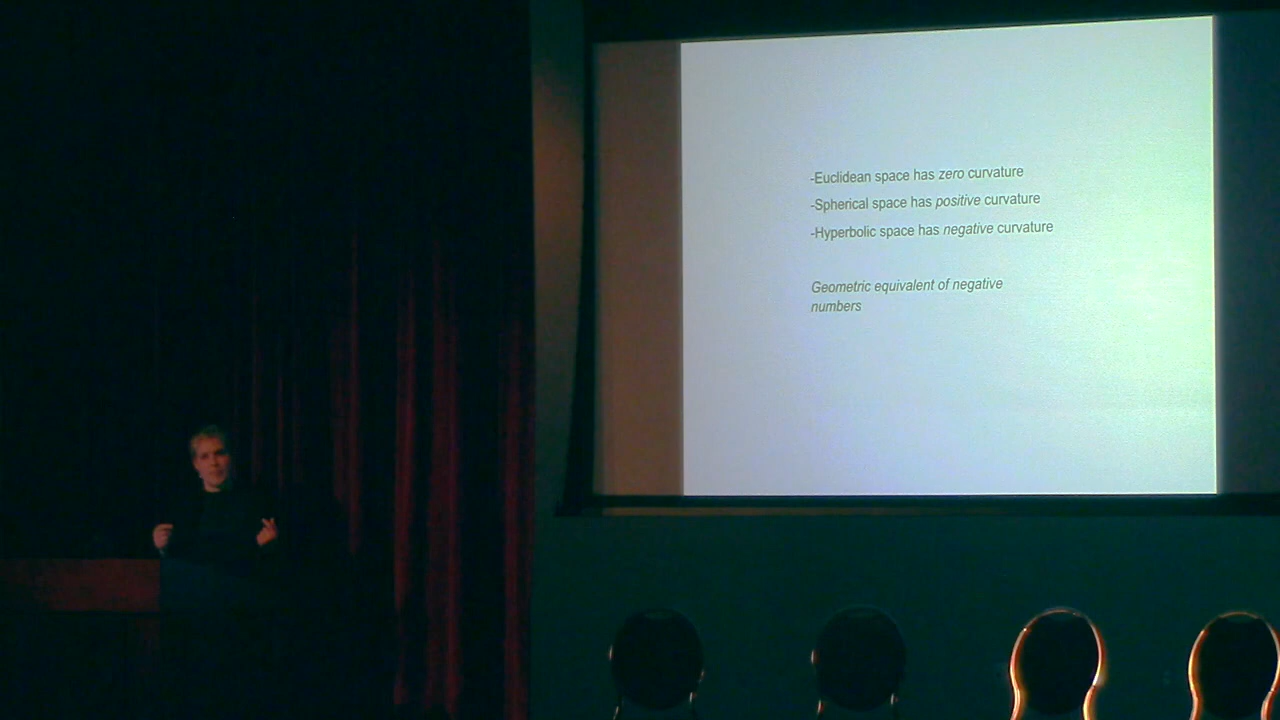 -Euclidean space has zero curvature
-Spherical space has positive curvature
-Hyperbolic space has negative curvature
Geometric equivalent of negative
numbers